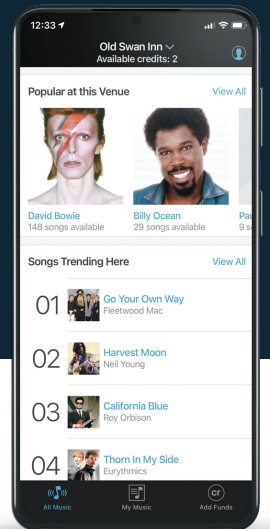 12:33
Old Swan Inn
Available credits: 2
Popular at this Venue
View All
David Bowie
148 songs available
Billy Ocean
29 songs available
Songs Trending Here
View All
01
Go Your Own Way
Fleetwood Mac
02
Harvest Moon
Neil Young
03
California Blue
Roy Orbison
04
Thorn In My Side
Eurythmics
All Music
My Music
cr
Add Funds